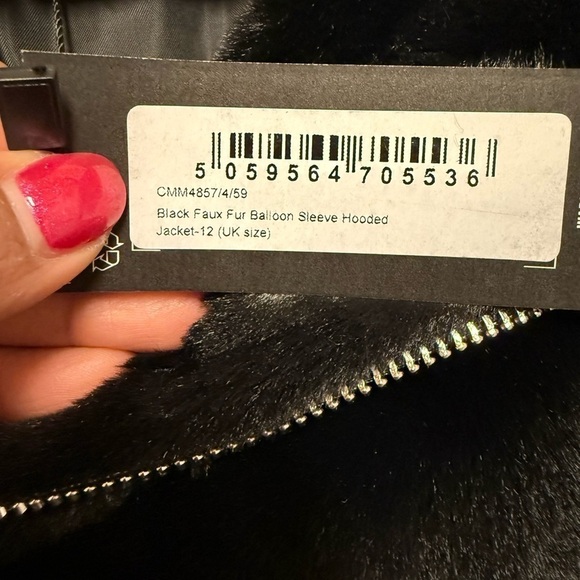 5 059564 705536
CMM4857/4/59
Black Faux Fur Balloon Sleeve Hooded
Jacket-12 (UK size)